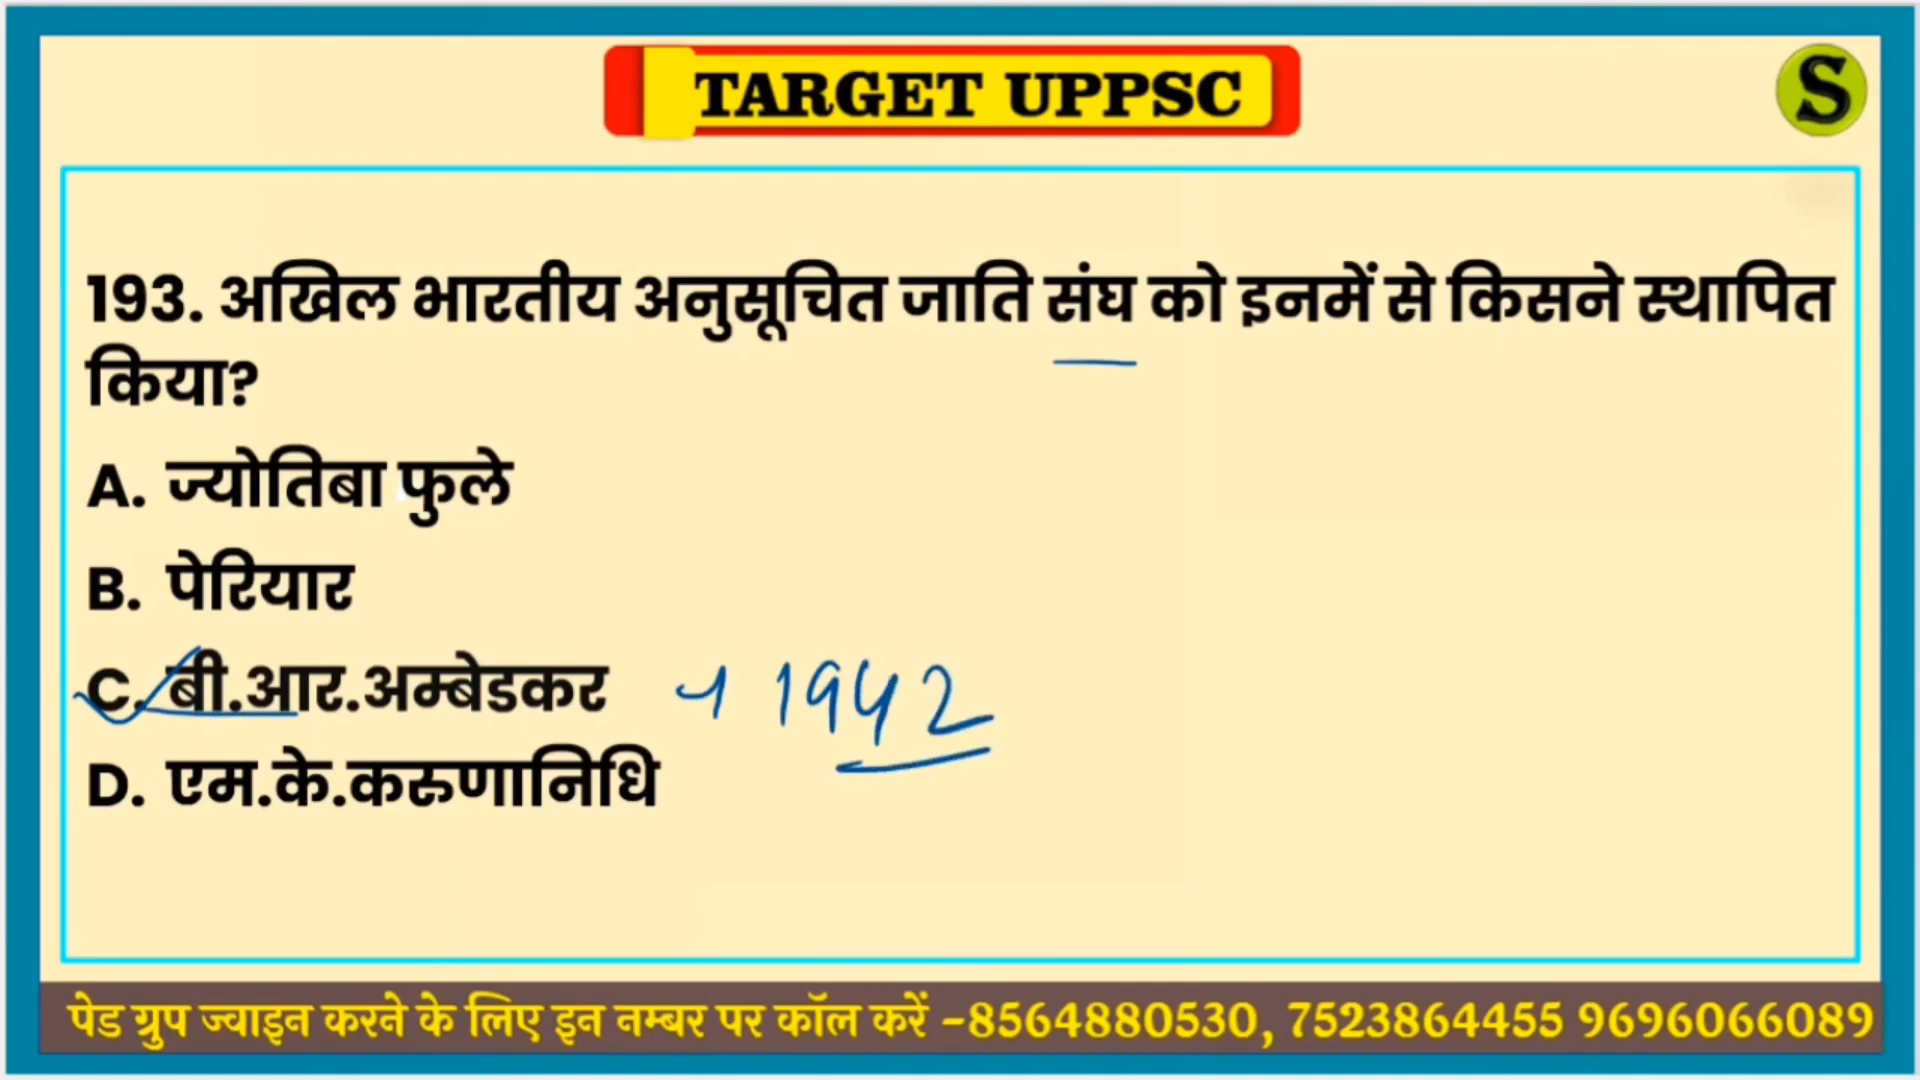 TARGET UPPSC
S
193. अखिल भारतीय अनुसूचित जाति संघ को इनमें से किसने स्थापित
किया?
A. ज्योतिबा फुले
B. पेरियार
C. बी.आर.अम्बेडकर 1942
D. एम.के.करुणानिधि
पेड ग्रुप ज्वाइन करने के लिए इन नम्बर पर कॉल करें -8564880530, 7523864455 9696066089